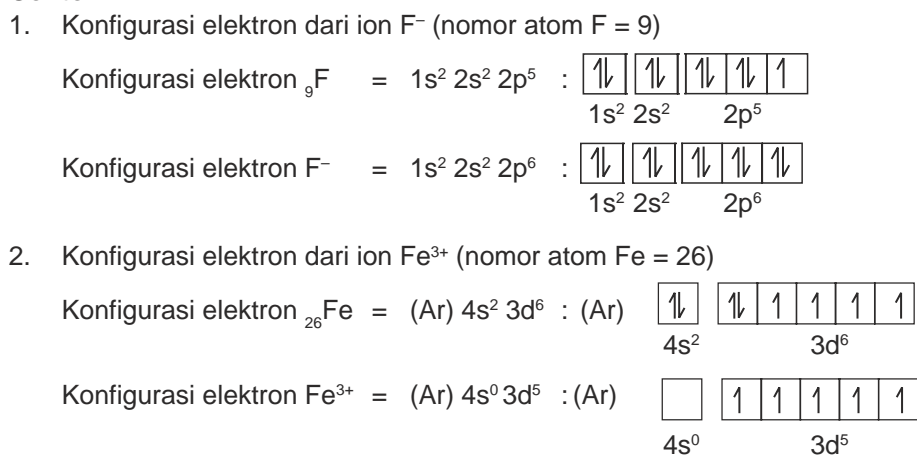 1. Konfigurasi elektron dari ion F⁻ (nomor atom F = 9)
Konfigurasi elektron ₉F = 1s² 2s² 2p⁵ : ⥮ ⥮ ⥮ ⥮ ↿
1s² 2s² 2p⁵
Konfigurasi elektron F⁻ = 1s² 2s² 2p⁶ : ⥮ ⥮ ⥮ ⥮ ⥮
1s² 2s² 2p⁶
2. Konfigurasi elektron dari ion Fe³⁺ (nomor atom Fe = 26)
Konfigurasi elektron ₂₆Fe = (Ar) 4s² 3d⁶ : (Ar) ⥮ ⥮ ↿ ↿ ↿ ↿
4s² 3d⁶
Konfigurasi elektron Fe³⁺ = (Ar) 4s⁰ 3d⁵ : (Ar) ↿ ↿ ↿ ↿ ↿
4s⁰ 3d⁵